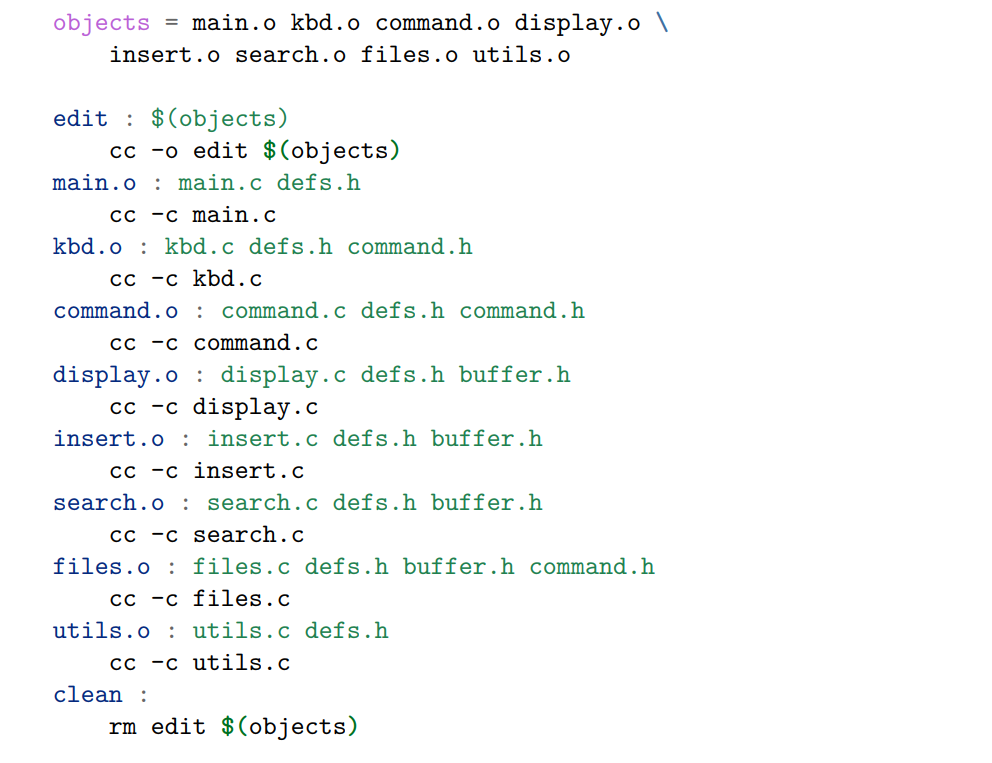 objects = main.o kbd.o command.o display.o \
    insert.o search.o files.o utils.o

edit : $(objects)
    cc -o edit $(objects)
main.o : main.c defs.h
    cc -c main.c
kbd.o : kbd.c defs.h command.h
    cc -c kbd.c
command.o : command.c defs.h command.h
    cc -c command.c
display.o : display.c defs.h buffer.h
    cc -c display.c
insert.o : insert.c defs.h buffer.h
    cc -c insert.c
search.o : search.c defs.h buffer.h
    cc -c search.c
files.o : files.c defs.h buffer.h command.h
    cc -c files.c
utils.o : utils.c defs.h
    cc -c utils.c
clean :
    rm edit $(objects)